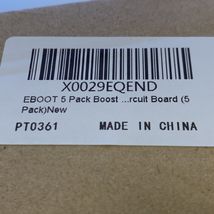 X0029EQEND
EBOOT 5 Pack Boost ...rcuit Board (5
Pack)New
PT0361 MADE IN CHINA